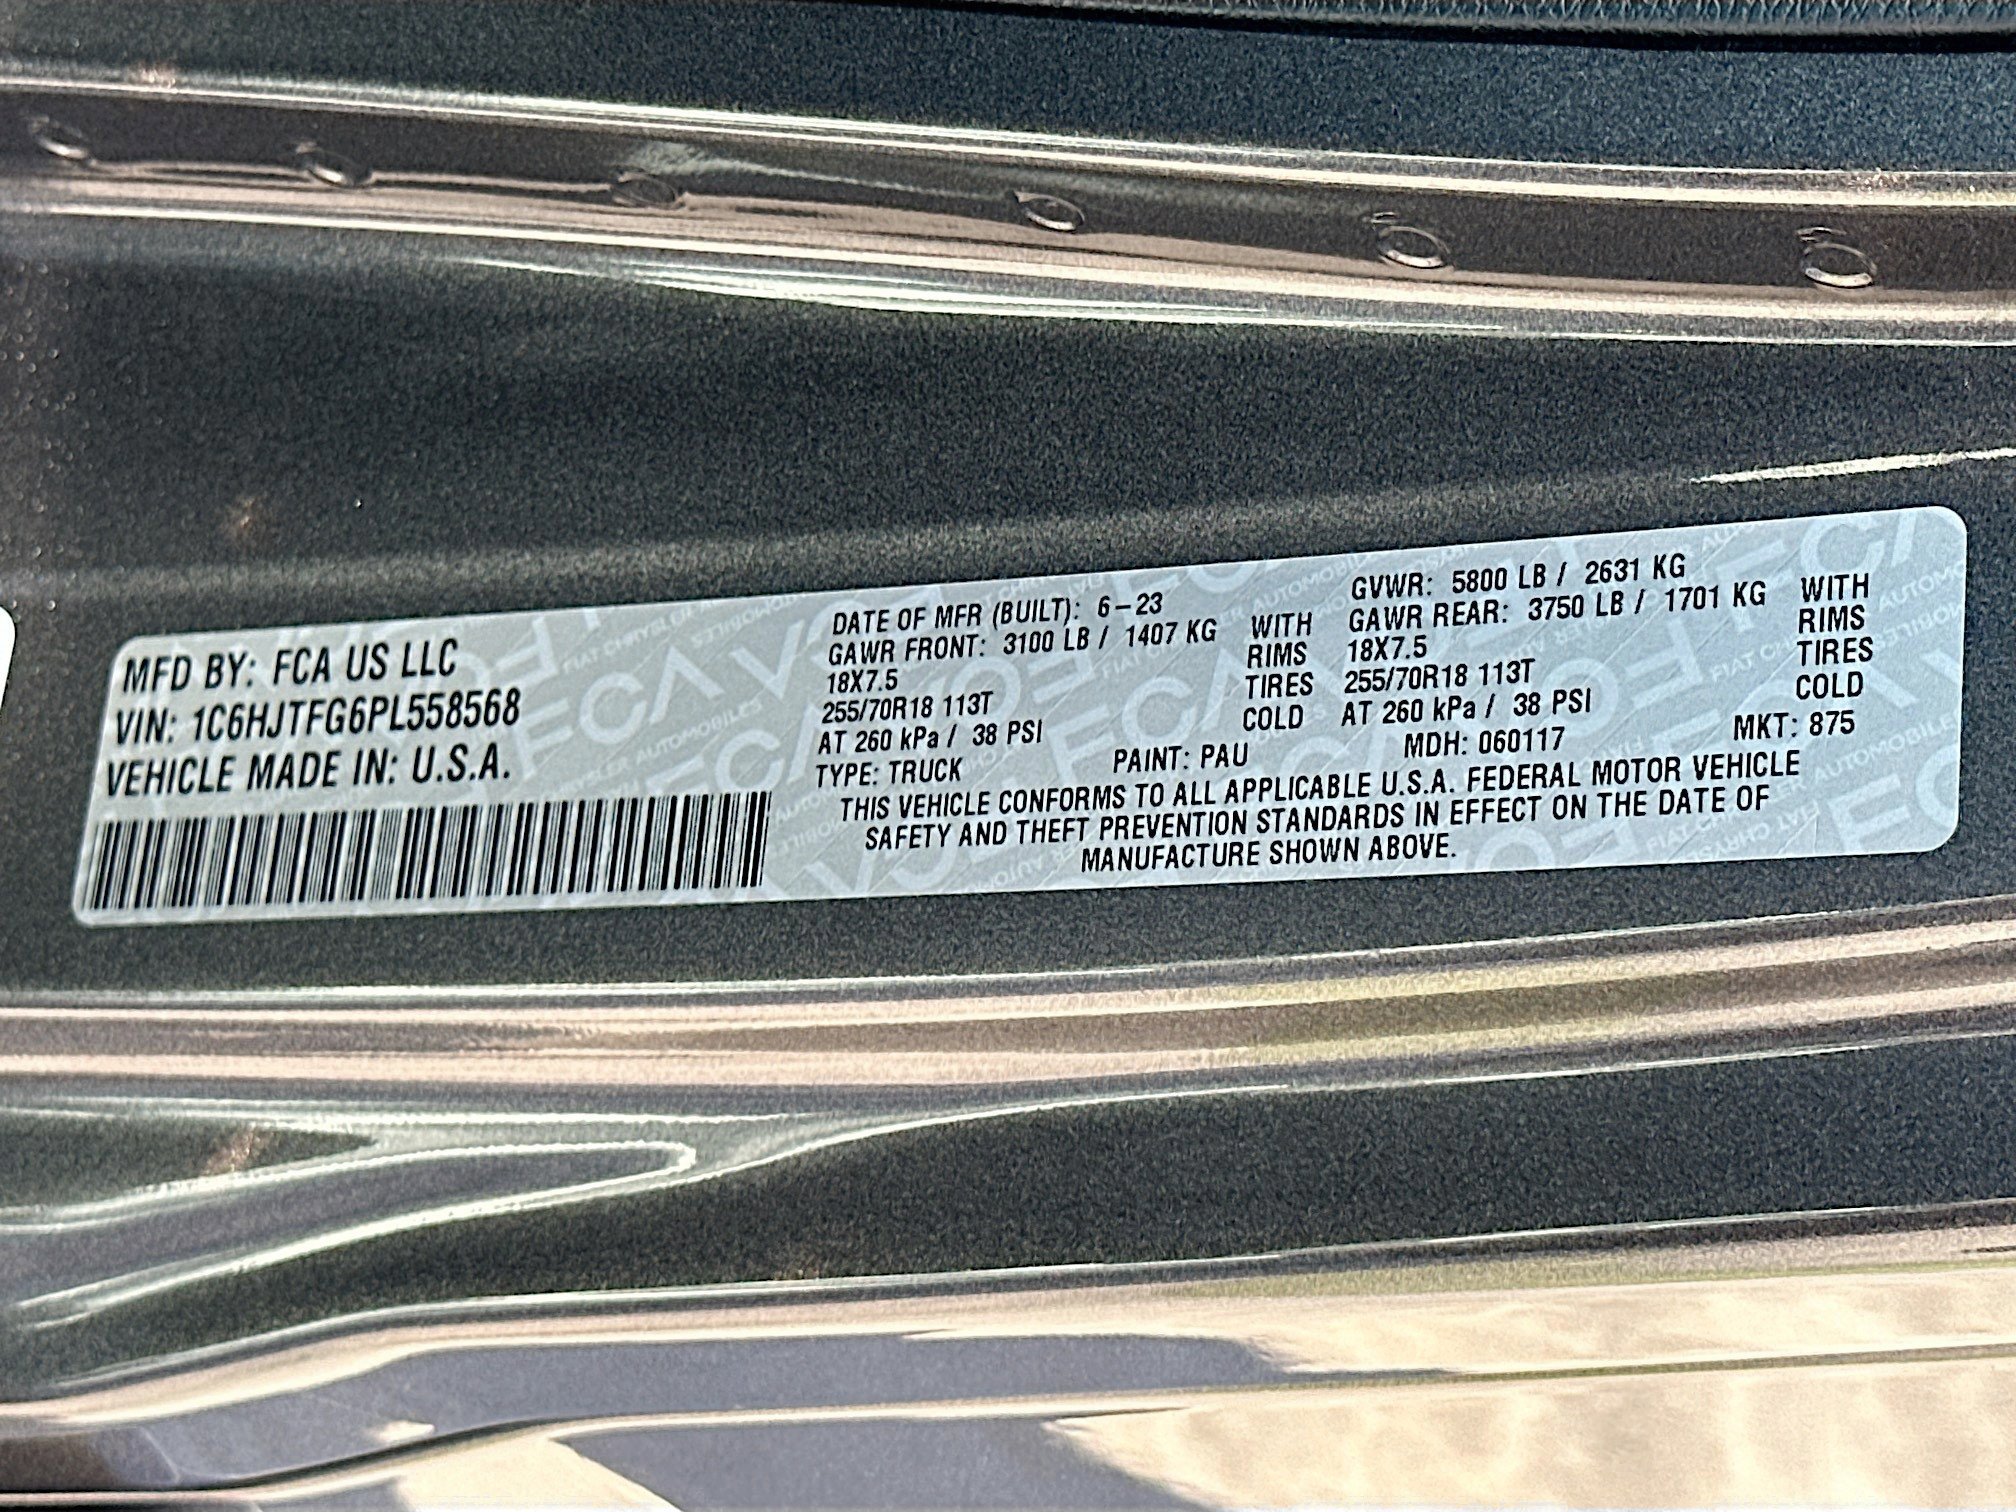 MFD BY: FCA US LLC
VIN: 1C6HJTFG6PL558568
VEHICLE MADE IN: U.S.A.
DATE OF MFR (BUILT): 6-23
GVWR: 5800 LB / 2631 KG
GAWR FRONT: 3100 LB / 1407 KG WITH
GAWR REAR: 3750 LB / 1701 KG WITH
18X7.5 RIMS
18X7.5 RIMS
255/70R18 113T TIRES
255/70R18 113T TIRES
AT 260 kPa / 38 PSI COLD
AT 260 kPa / 38 PSI COLD
TYPE: TRUCK PAINT: PAU MDH: 060117 MKT: 875
THIS VEHICLE CONFORMS TO ALL APPLICABLE U.S.A. FEDERAL MOTOR VEHICLE
SAFETY AND THEFT PREVENTION STANDARDS IN EFFECT ON THE DATE OF
MANUFACTURE SHOWN ABOVE.